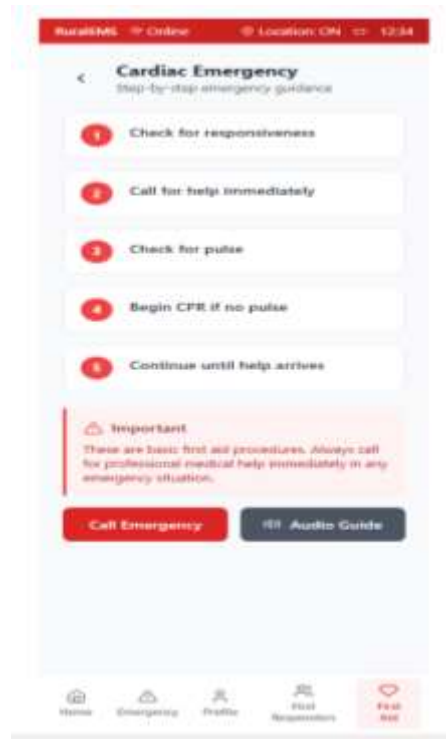 RuralEMS Online Location: ON 12:34
Cardiac Emergency
Step-by-step emergency guidance
1 Check for responsiveness
2 Call for help immediately
3 Check for pulse
4 Begin CPR if no pulse
5 Continue until help arrives
Important
These are basic first aid procedures. Always call
for professional medical help immediately in any
emergency situation.
Call Emergency Audio Guide
Home Emergency Profile First Responders First Aid